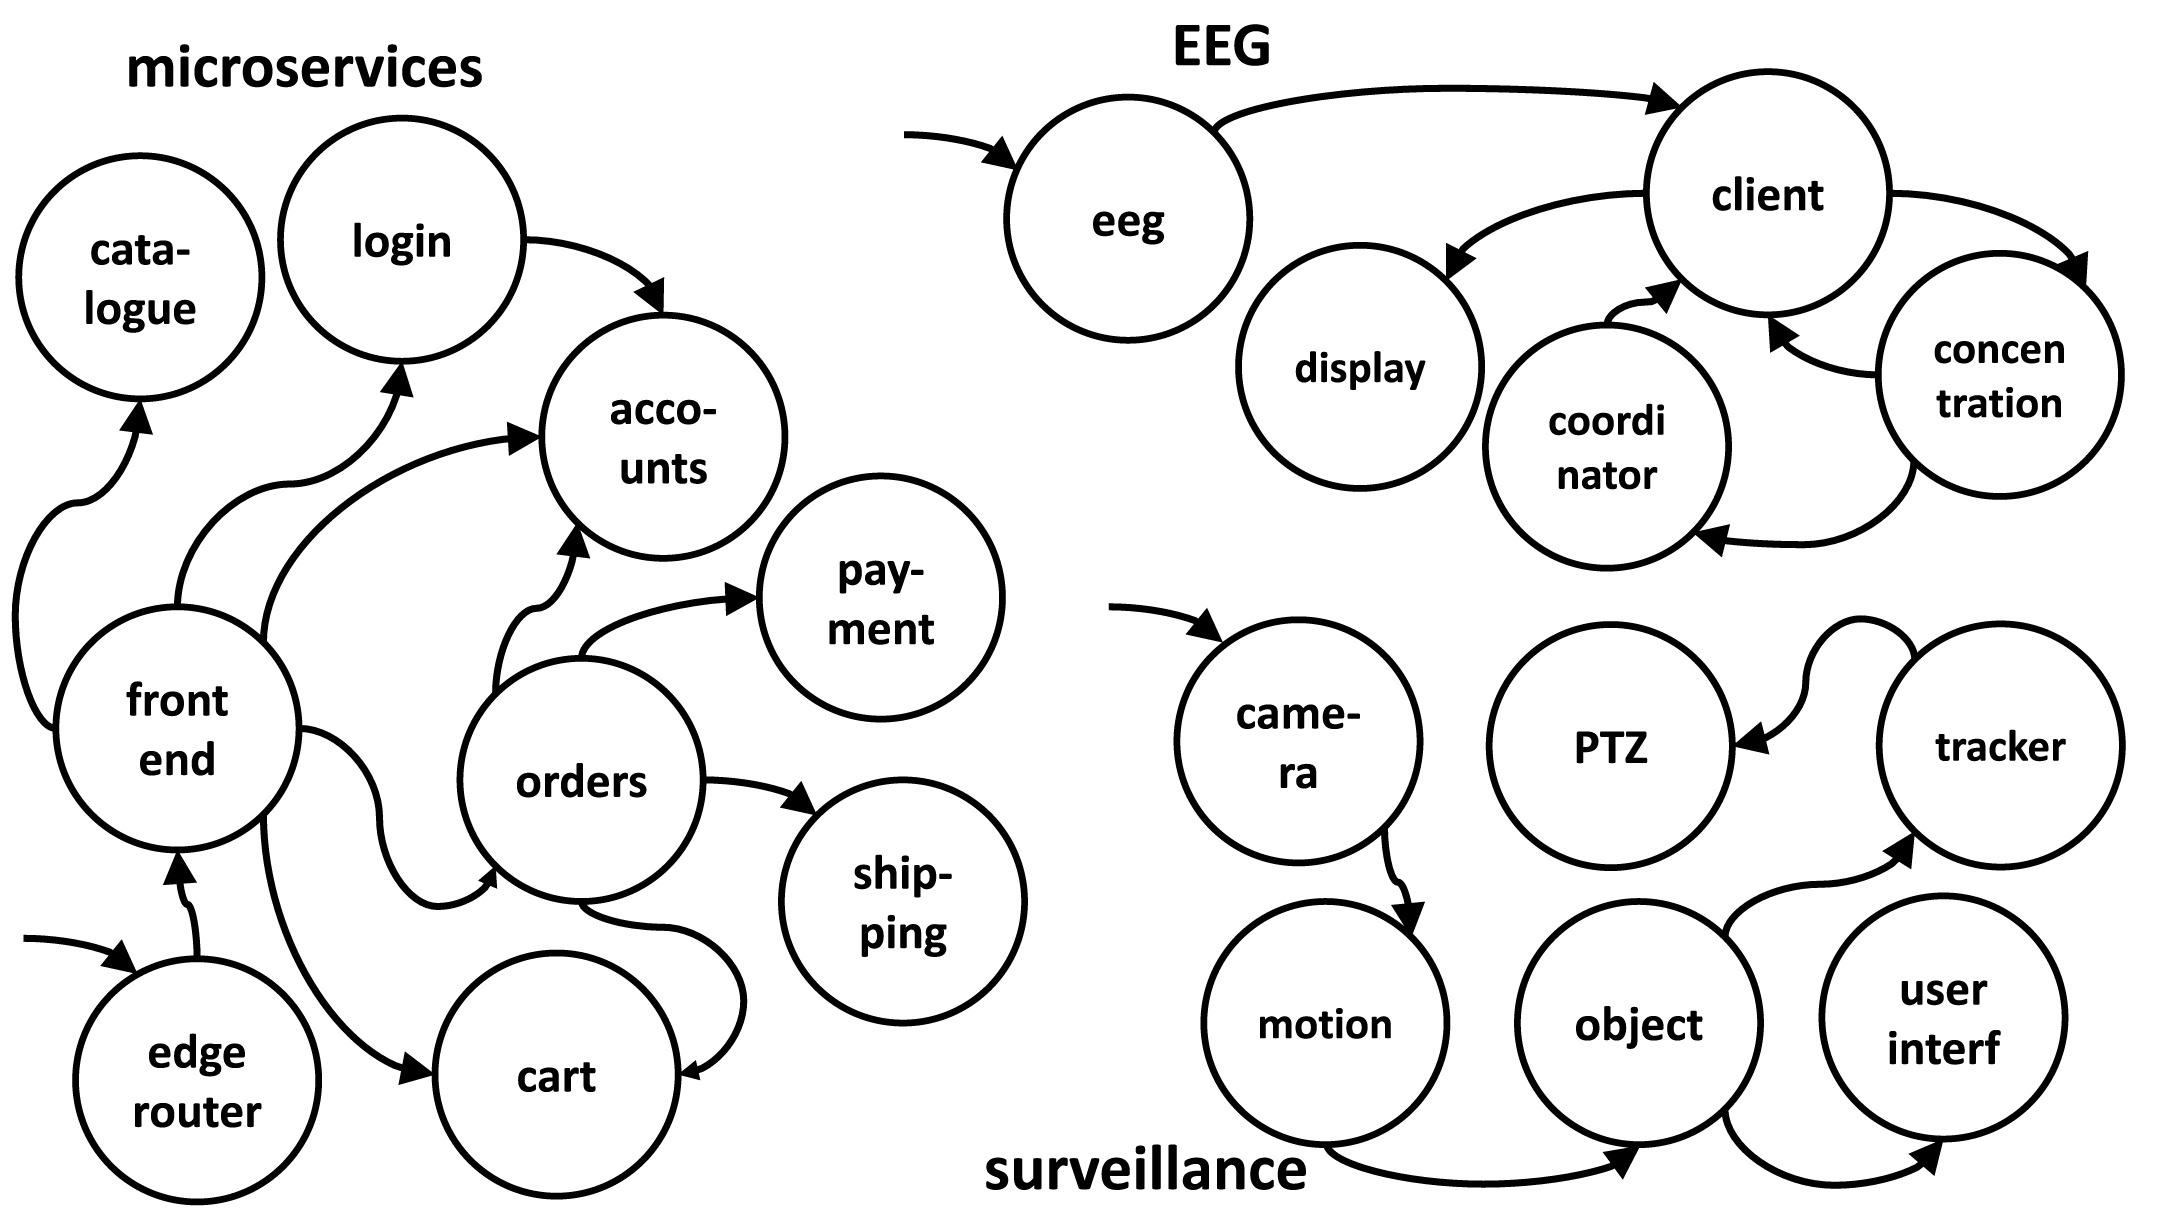 microservices
cata-
logue
login
acco-
unts
pay-
ment
front
end
orders
ship-
ping
edge
router
cart
EEG
eeg
client
display
coordi
nator
concen
tration
came-
ra
PTZ
tracker
motion
object
user
interf
surveillance